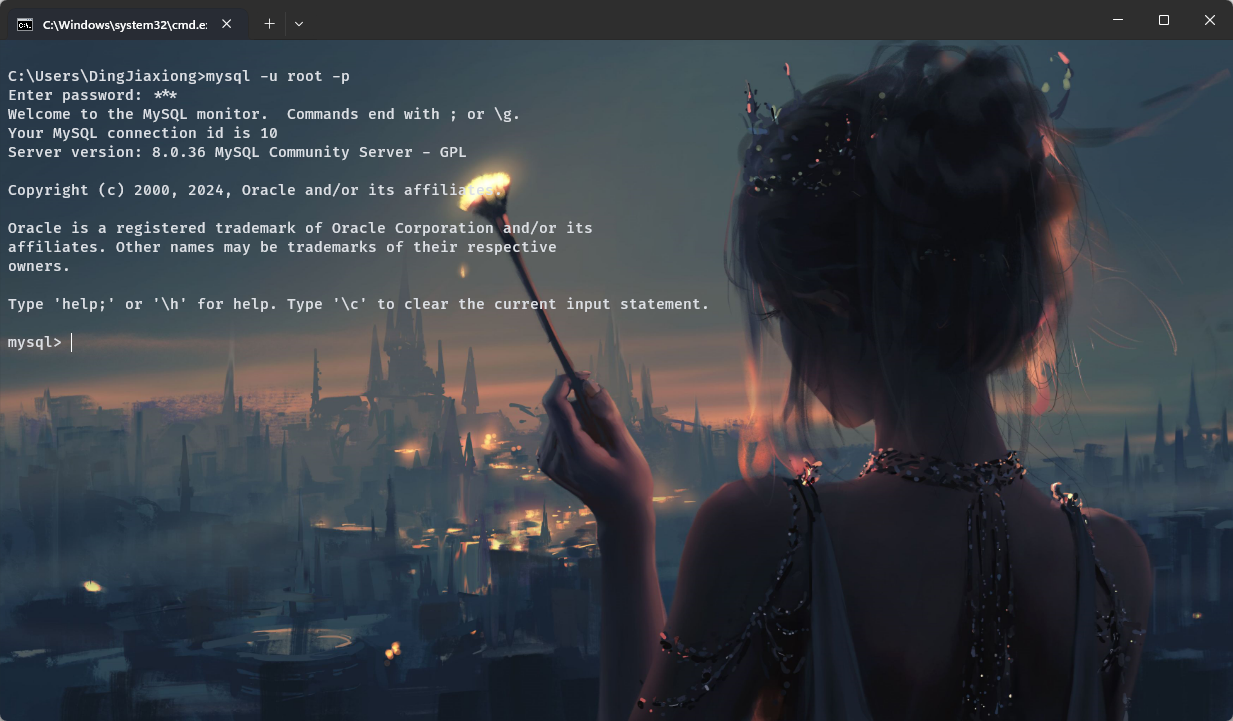 C:\Windows\system32\cmd.e
C:\Users\DingJiaxiong>mysql -u root -p
Enter password: ***
Welcome to the MySQL monitor.  Commands end with ; or \g.
Your MySQL connection id is 10
Server version: 8.0.36 MySQL Community Server - GPL
Copyright (c) 2000, 2024, Oracle and/or its affiliates.
Oracle is a registered trademark of Oracle Corporation and/or its
affiliates. Other names may be trademarks of their respective
owners.
Type 'help;' or '\h' for help. Type '\c' to clear the current input statement.
mysql>